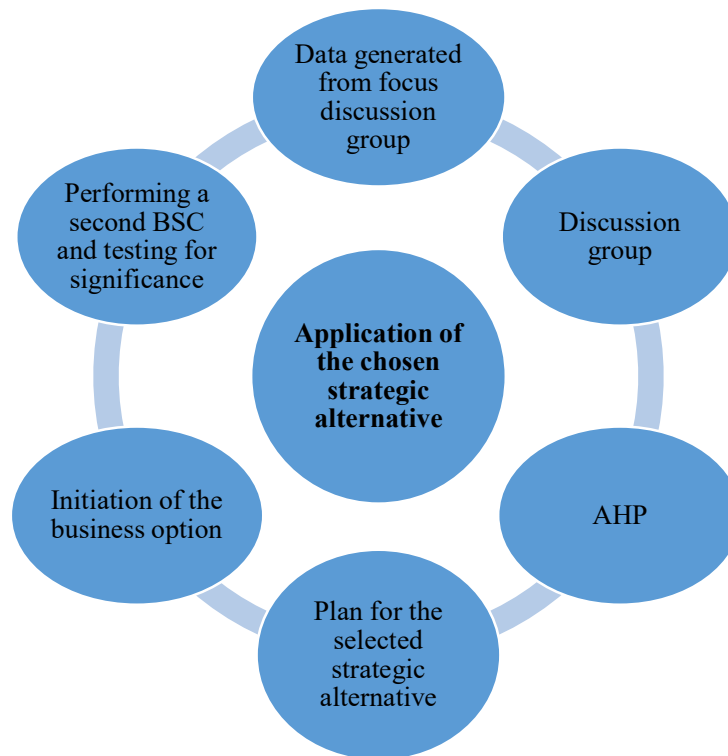 Data generated
from focus
discussion
group
Discussion
group
AHP
Plan for the
selected
strategic
alternative
Initiation of the
business option
Performing a
second BSC
and testing for
significance
Application of
the chosen
strategic
alternative